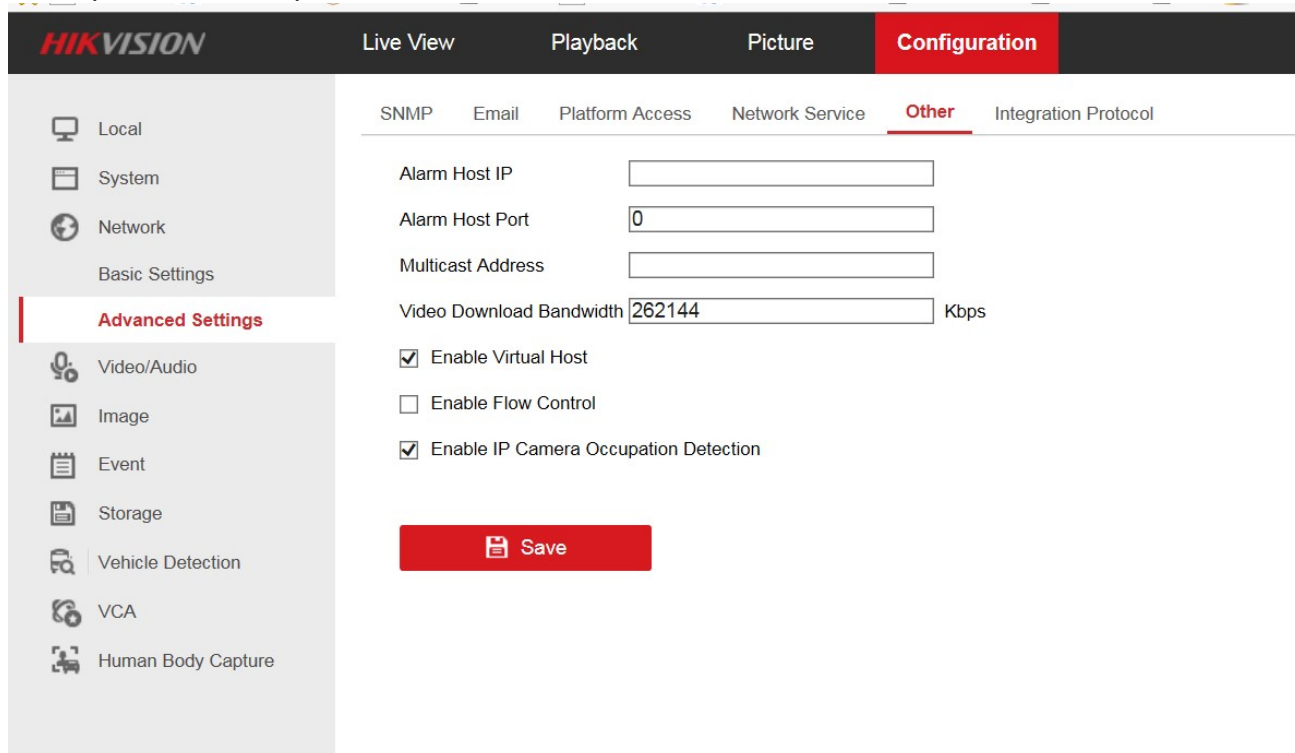 HIKVISION Live View Playback Picture Configuration
SNMP Email Platform Access Network Service Other Integration Protocol
Local
System
Network
Basic Settings
Advanced Settings
Video/Audio
Image
Event
Storage
Vehicle Detection
VCA
Human Body Capture
Alarm Host IP
Alarm Host Port 0
Multicast Address
Video Download Bandwidth 262144 Kbps
Enable Virtual Host
Enable Flow Control
Enable IP Camera Occupation Detection
Save